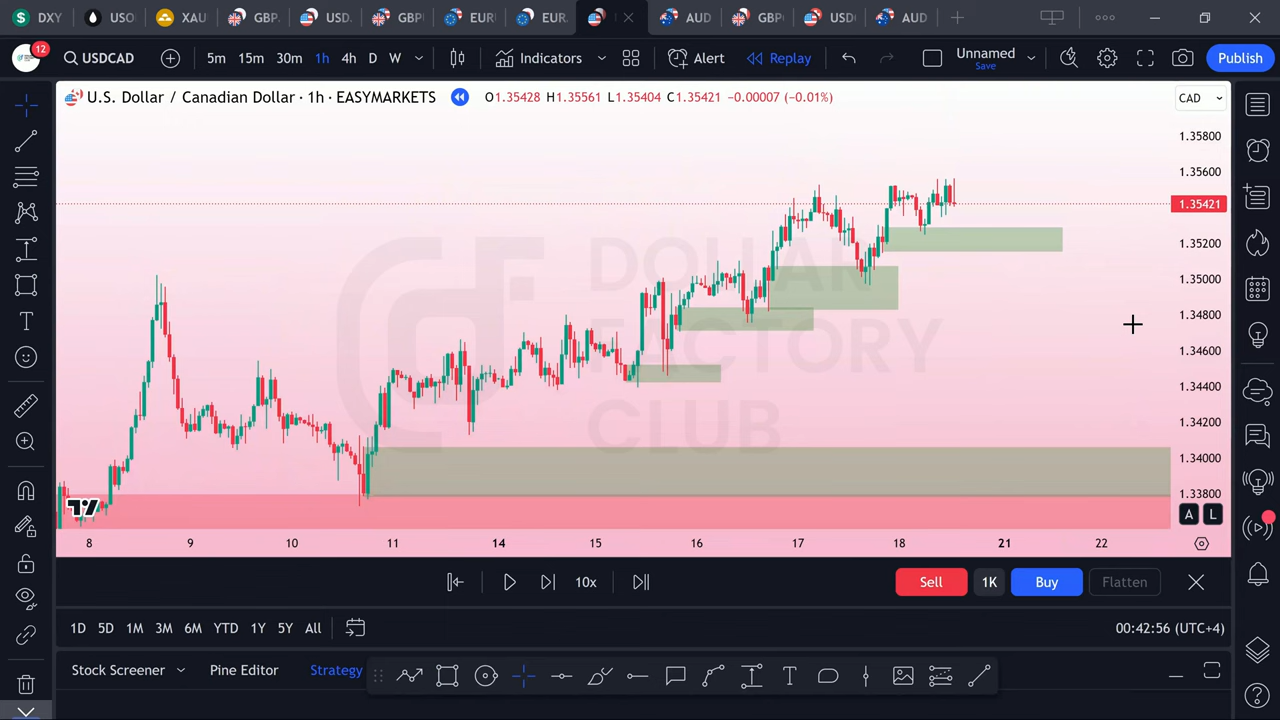 DXY USO XAU GBP. USD. GBP EUR EUR. AUD GBP USD AUD
12 USDCAD 5m 15m 30m 1h 4h D W Indicators Alert Replay Unnamed Save Publish
U.S. Dollar / Canadian Dollar · 1h · EASYMARKETS O1.35428 H1.35561 L1.35404 C1.35421 −0.00007 (−0.01%) CAD
1.35800
1.35600
1.35421
1.35200
1.35000
1.34800
1.34600
1.34400
1.34200
1.34000
1.33800
DOLLAR
FACTORY
CLUB
A L
8 9 10 11 14 15 16 17 18 21 22
10x Sell 1K Buy Flatten
1D 5D 1M 3M 6M YTD 1Y 5Y All 00:42:56 (UTC+4)
Stock Screener Pine Editor Strategy